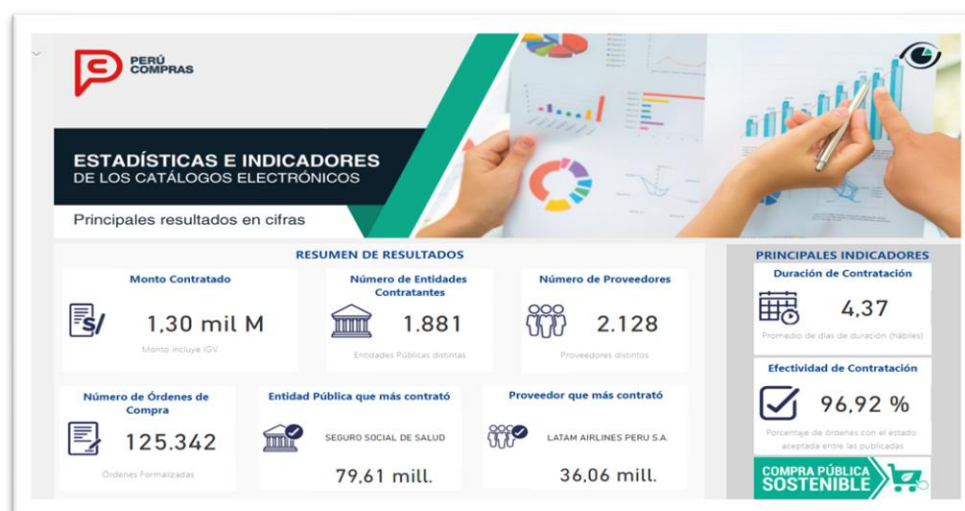 PERÚ
COMPRAS
ESTADÍSTICAS E INDICADORES
DE LOS CATÁLOGOS ELECTRÓNICOS
Principales resultados en cifras
RESUMEN DE RESULTADOS
Monto Contratado
1,30 mil M
Monto incluye IGV
Número de Entidades
Contratantes
1.881
Entidades Públicas distintas
Número de Proveedores
2.128
Proveedores distintos
Número de Órdenes de
Compra
125.342
Órdenes Formalizadas
Entidad Pública que más contrató
SEGURO SOCIAL DE SALUD
79,61 mill.
Proveedor que más contrató
LATAM AIRLINES PERU S.A.
36,06 mill.
PRINCIPALES INDICADORES
Duración de Contratación
4,37
Promedio de días de duración (hábiles)
Efectividad de Contratación
96,92 %
Porcentaje de órdenes con el estado
aceptada entre las publicadas
COMPRA PÚBLICA
SOSTENIBLE